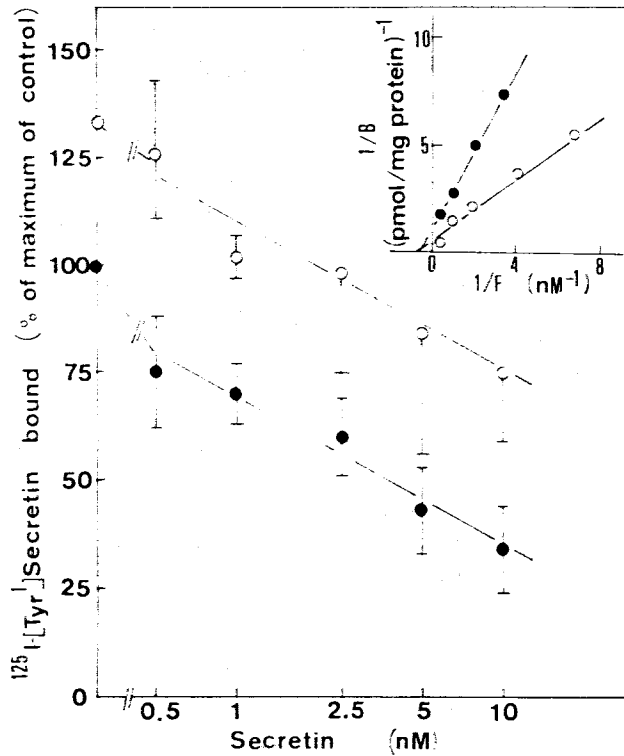 150
125
100
75
50
25
0
¹²⁵I-[Tyr¹]Secretin bound (% of maximum of control)
0.5 1 2.5 5 10
Secretin (nM)
10
5
1/B
(pmol/mg protein)⁻¹
0 4 8
1/F (nM⁻¹)